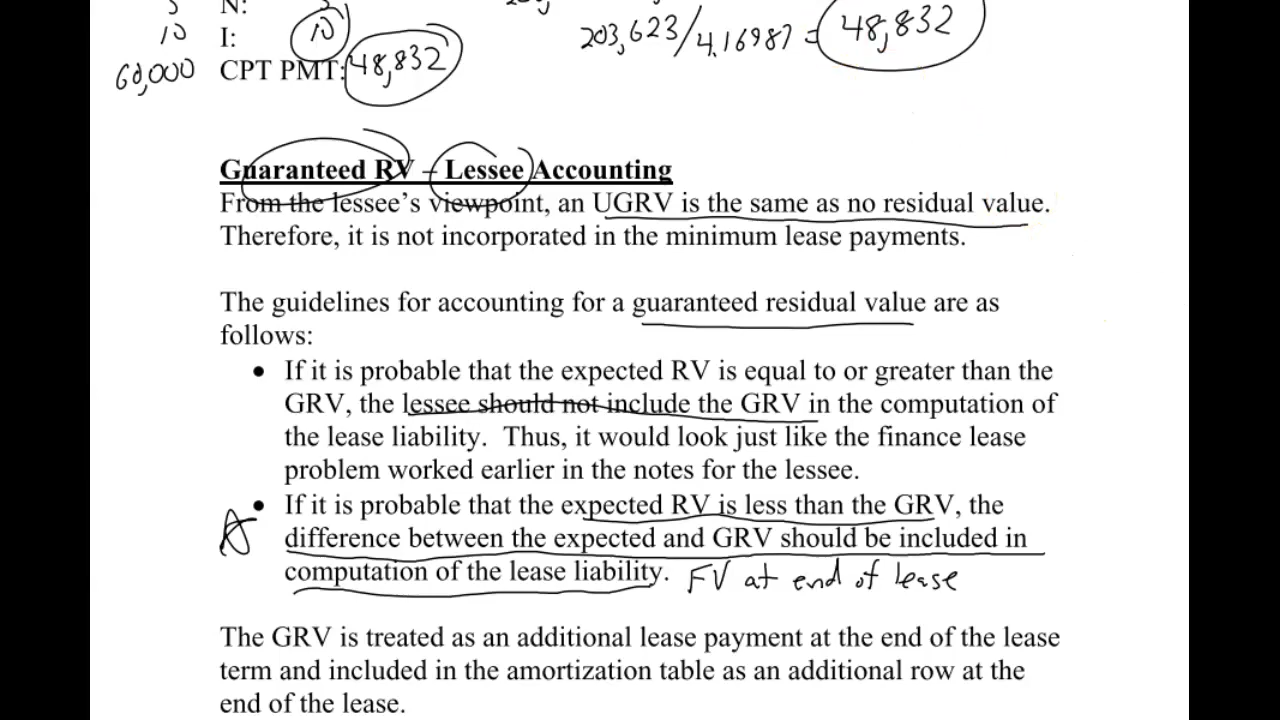 N:
10 I: 10 203,623/4.16987 = 48,832
60,000 CPT PMT: 48,832
Guaranteed RV – Lessee Accounting
From the lessee's viewpoint, an UGRV is the same as no residual value.
Therefore, it is not incorporated in the minimum lease payments.
The guidelines for accounting for a guaranteed residual value are as
follows:
• If it is probable that the expected RV is equal to or greater than the
GRV, the lessee should not include the GRV in the computation of
the lease liability. Thus, it would look just like the finance lease
problem worked earlier in the notes for the lessee.
• If it is probable that the expected RV is less than the GRV, the
difference between the expected and GRV should be included in
computation of the lease liability. FV at end of lease
The GRV is treated as an additional lease payment at the end of the lease
term and included in the amortization table as an additional row at the
end of the lease.